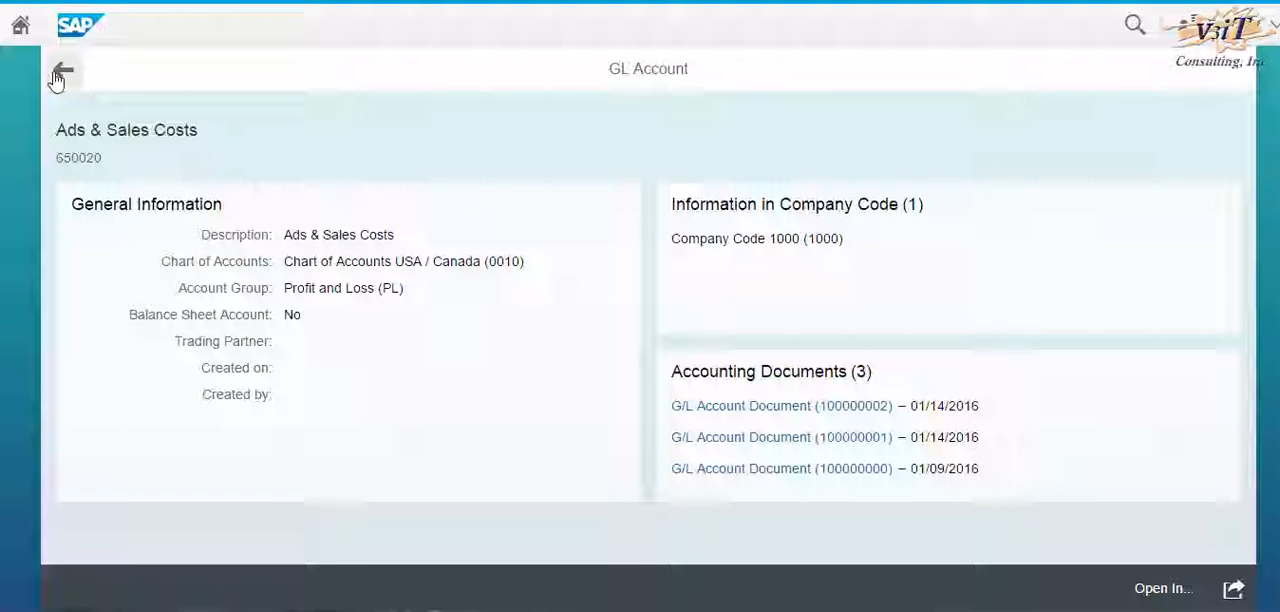 SAP
V3iT
Consulting, Inc
GL Account
Ads & Sales Costs
650020
General Information
Description: Ads & Sales Costs
Chart of Accounts: Chart of Accounts USA / Canada (0010)
Account Group: Profit and Loss (PL)
Balance Sheet Account: No
Trading Partner:
Created on:
Created by:
Information in Company Code (1)
Company Code 1000 (1000)
Accounting Documents (3)
G/L Account Document (100000002) – 01/14/2016
G/L Account Document (100000001) – 01/14/2016
G/L Account Document (100000000) – 01/09/2016
Open In...